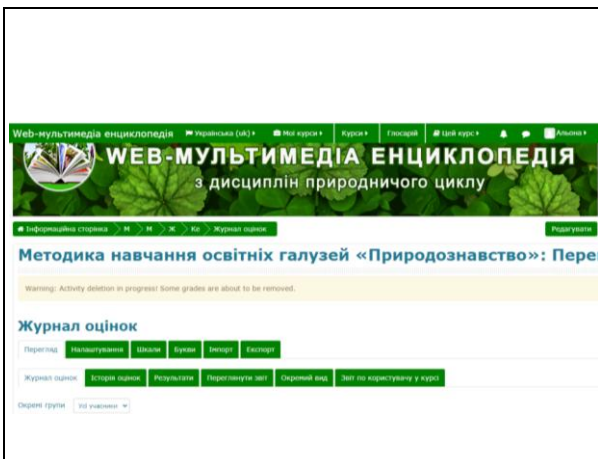 Web-мультимедіа енциклопедія Українська (uk) Мої курси Курси Глосарій Цей курс Альона
WEB-МУЛЬТИМЕДІА ЕНЦИКЛОПЕДІЯ
з дисциплін природничого циклу
Інформаційна сторінка М М Ж Ке Журнал оцінок Редагувати
Методика навчання освітніх галузей «Природознавство»: Пере
Warning: Activity deletion in progress! Some grades are about to be removed.
Журнал оцінок
Перегляд Налаштування Шкали Букви Імпорт Експорт
Журнал оцінок Історія оцінок Результати Переглянути звіт Окремий вид Звіт по користувачу у курсі
Окремі групи Усі учасники